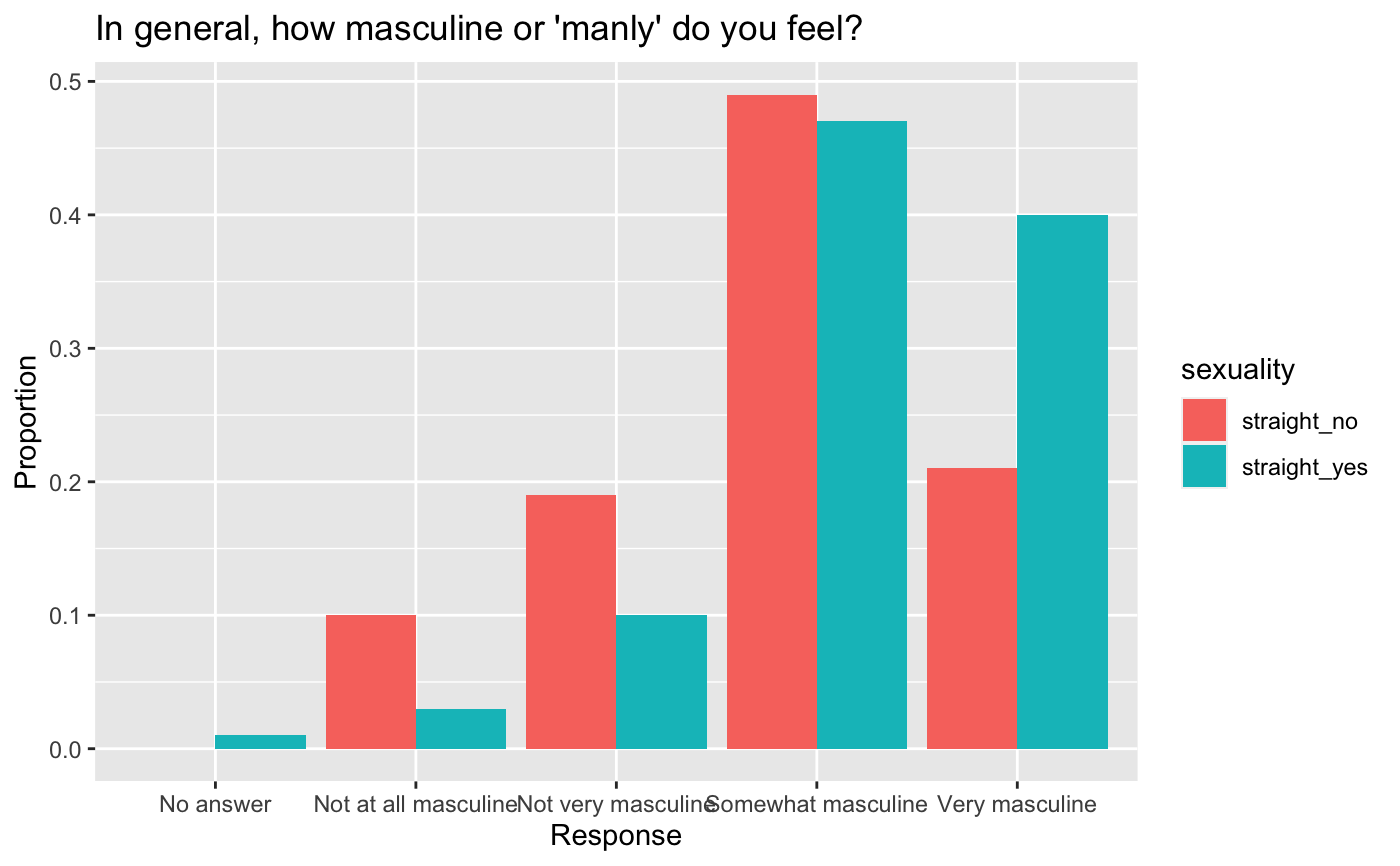 In general, how masculine or 'manly' do you feel?
0.5
0.4
0.3
0.2
0.1
0.0
Proportion
No answer Not at all masculine Not very masculine Somewhat masculine Very masculine
Response
sexuality
straight_no
straight_yes